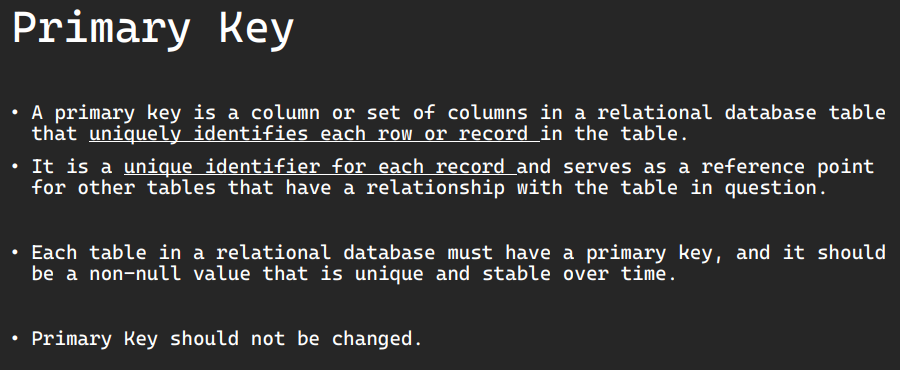 Primary Key
• A primary key is a column or set of columns in a relational database table
that uniquely identifies each row or record in the table.
• It is a unique identifier for each record and serves as a reference point
for other tables that have a relationship with the table in question.
• Each table in a relational database must have a primary key, and it should
be a non-null value that is unique and stable over time.
• Primary Key should not be changed.